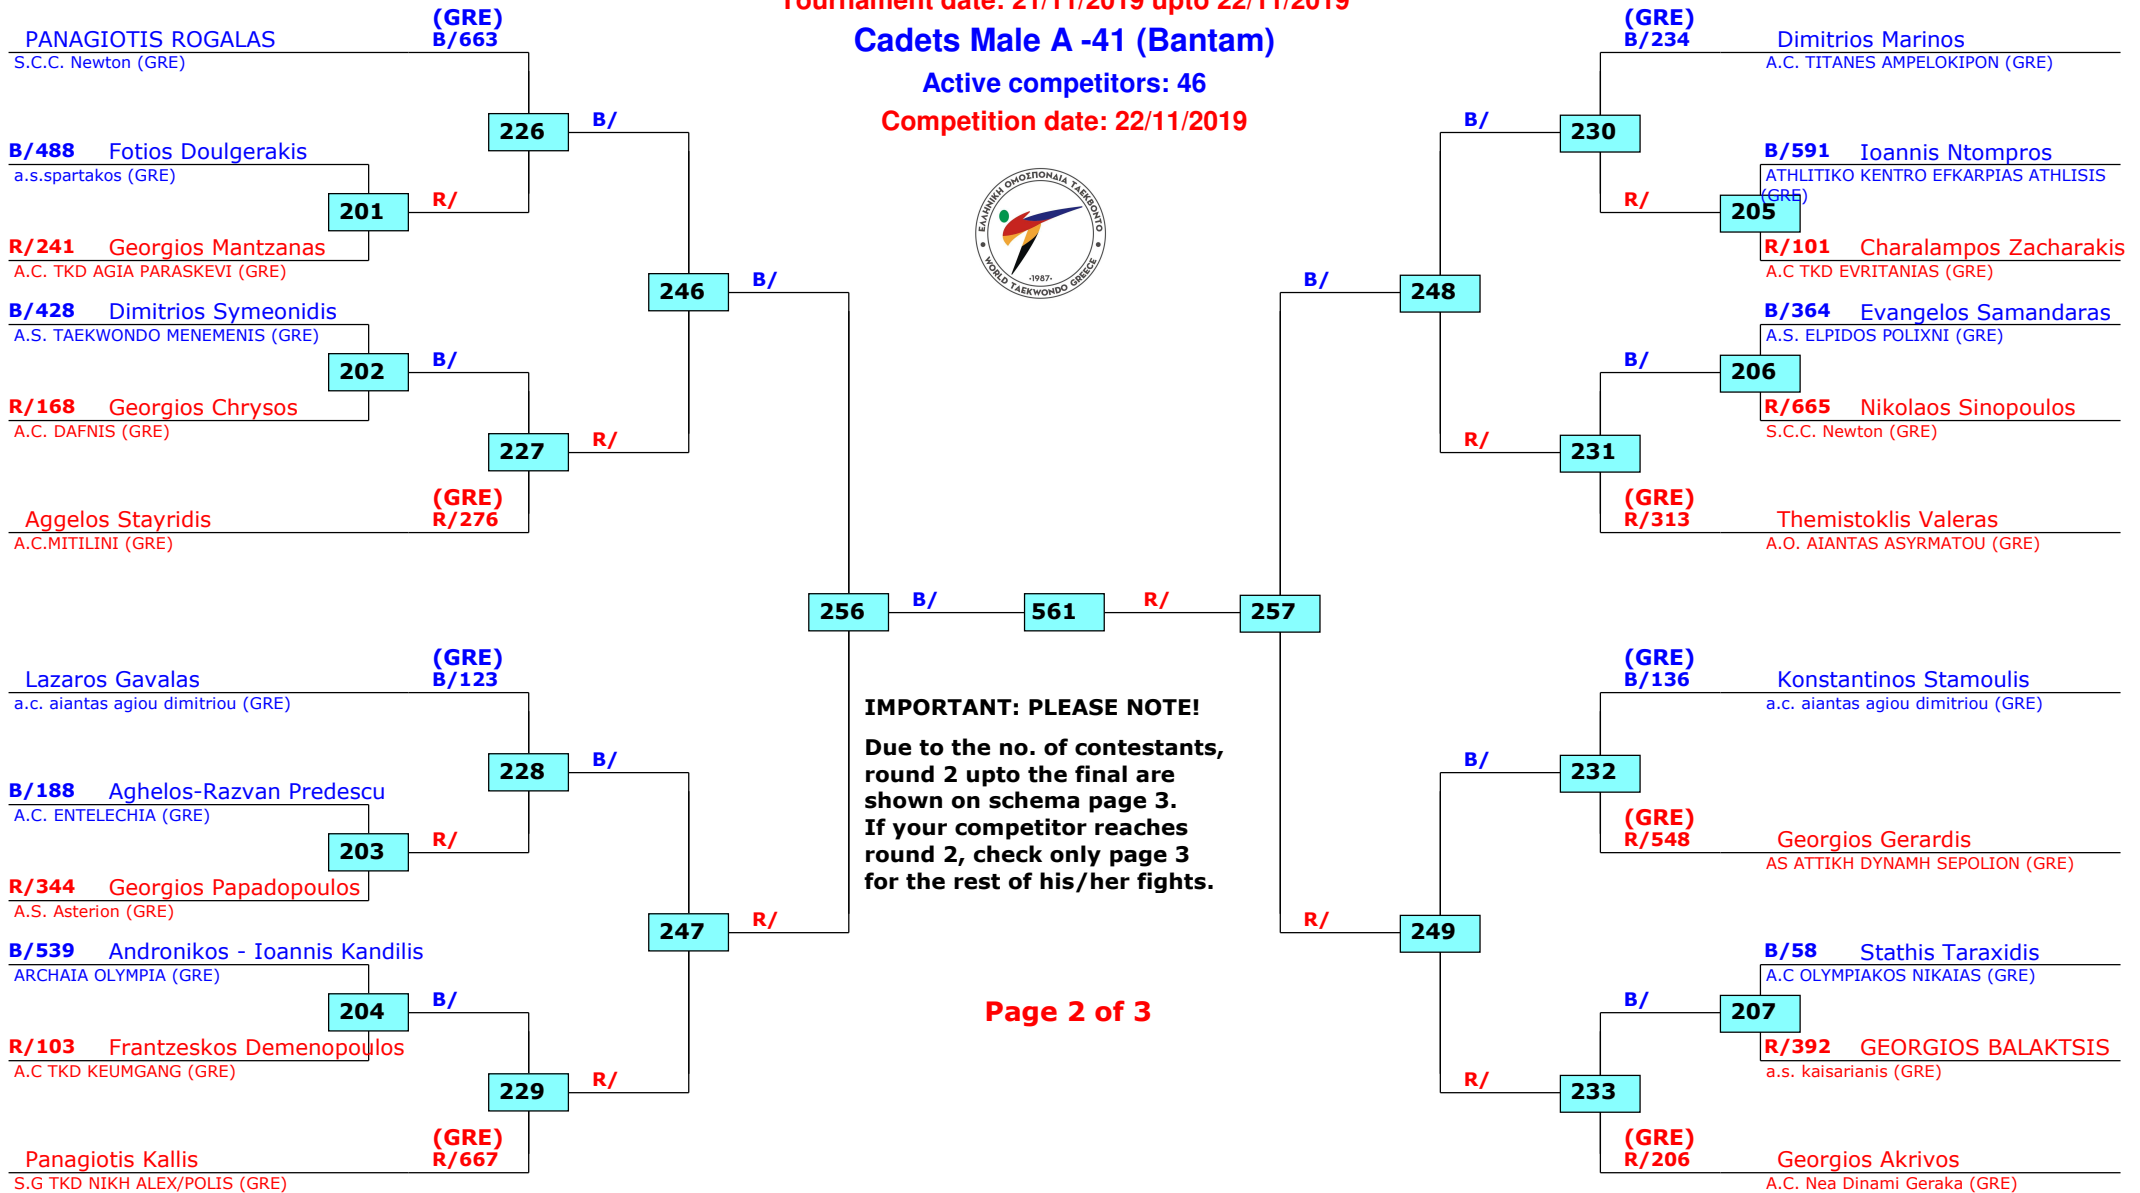 Tournament date: 21/11/2019 upto 22/11/2019
Cadets Male A -41 (Bantam)
Active competitors: 46
Competition date: 22/11/2019
ΕΛΛΗΝΙΚΗ ΟΜΟΣΠΟΝΔΙΑ ΤΑΕΚΒΟΝΤΟ
·1987·
WORLD TAEKWONDO GREECE
(GRE)
PANAGIOTIS ROGALAS B/663
S.C.C. Newton (GRE)
226
B/
B/488 Fotios Doulgerakis
a.s.spartakos (GRE)
201
R/
R/241 Georgios Mantzanas
A.C. TKD AGIA PARASKEVI (GRE)
246
B/
B/428 Dimitrios Symeonidis
A.S. TAEKWONDO MENEMENIS (GRE)
202
B/
R/168 Georgios Chrysos
A.C. DAFNIS (GRE)
227
R/
(GRE)
Aggelos Stayridis R/276
A.C.MITILINI (GRE)
256
B/
561
R/
257
(GRE)
Lazaros Gavalas B/123
a.c. aiantas agiou dimitriou (GRE)
228
B/
B/188 Aghelos-Razvan Predescu
A.C. ENTELECHIA (GRE)
203
R/
R/344 Georgios Papadopoulos
A.S. Asterion (GRE)
247
R/
B/539 Andronikos - Ioannis Kandilis
ARCHAIA OLYMPIA (GRE)
204
B/
R/103 Frantzeskos Demenopoulos
A.C TKD KEUMGANG (GRE)
229
R/
(GRE)
Panagiotis Kallis R/667
S.G TKD NIKH ALEX/POLIS (GRE)
IMPORTANT: PLEASE NOTE!
Due to the no. of contestants,
round 2 upto the final are
shown on schema page 3.
If your competitor reaches
round 2, check only page 3
for the rest of his/her fights.
Page 2 of 3
(GRE)
B/234 Dimitrios Marinos
A.C. TITANES AMPELOKIPON (GRE)
B/
230
B/591 Ioannis Ntompros
ATHLITIKO KENTRO EFKARPIAS ATHLISIS
(GRE)
R/
205
R/101 Charalampos Zacharakis
A.C TKD EVRITANIAS (GRE)
B/
248
B/364 Evangelos Samandaras
A.S. ELPIDOS POLIXNI (GRE)
B/
206
R/665 Nikolaos Sinopoulos
S.C.C. Newton (GRE)
R/
231
(GRE)
R/313 Themistoklis Valeras
A.O. AIANTAS ASYRMATOU (GRE)
(GRE)
B/136 Konstantinos Stamoulis
a.c. aiantas agiou dimitriou (GRE)
B/
232
(GRE)
R/548 Georgios Gerardis
AS ATTIKH DYNAMH SEPOLION (GRE)
R/
249
B/58 Stathis Taraxidis
A.C OLYMPIAKOS NIKAIAS (GRE)
B/
207
R/392 GEORGIOS BALAKTSIS
a.s. kaisarianis (GRE)
R/
233
(GRE)
R/206 Georgios Akrivos
A.C. Nea Dinami Geraka (GRE)